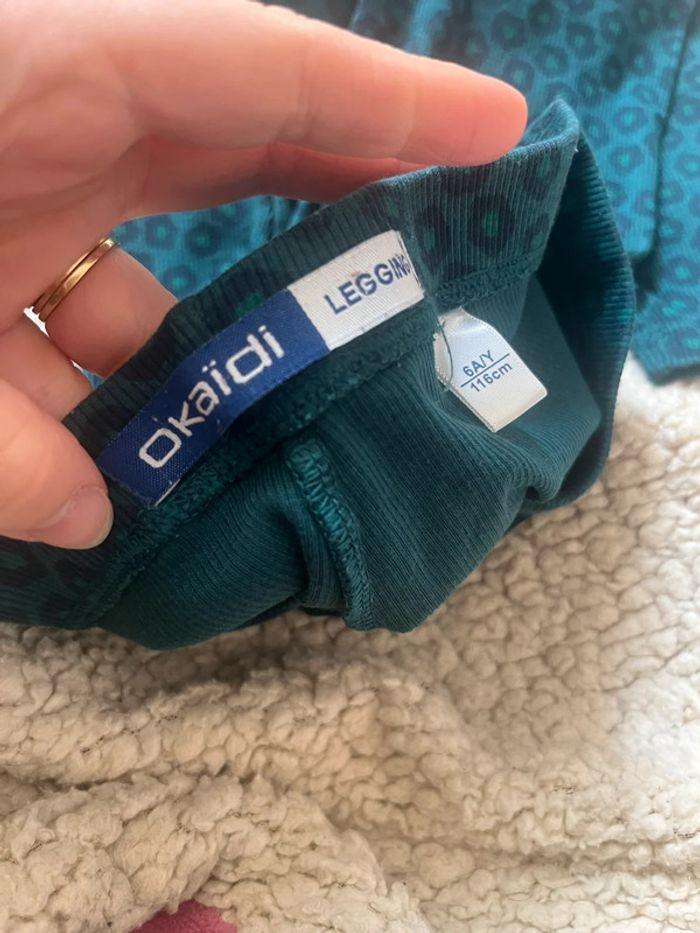 Okaïdi
LEGGING
6A/Y
116cm